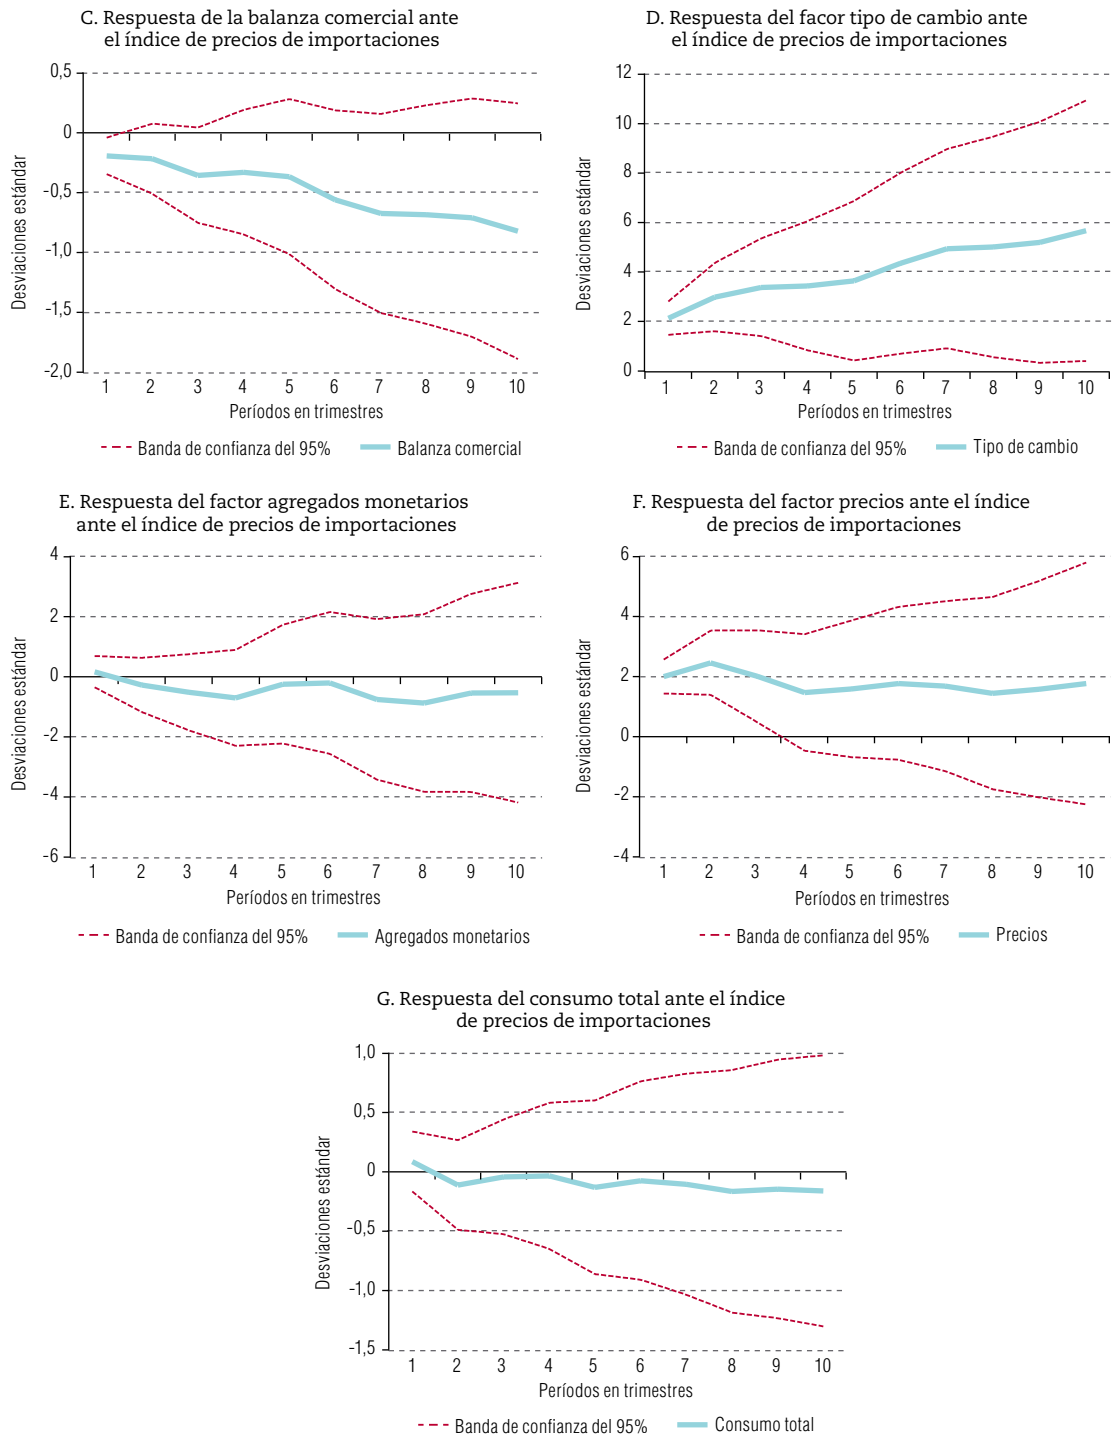 C. Respuesta de la balanza comercial ante
el índice de precios de importaciones
0,5
0
-0,5
-1,0
-1,5
-2,0
Desviaciones estándar
1 2 3 4 5 6 7 8 9 10
Períodos en trimestres
Banda de confianza del 95% Balanza comercial
D. Respuesta del facor tipo de cambio ante
el índice de precios de importaciones
12
10
8
6
4
2
0
Desviaciones estándar
1 2 3 4 5 6 7 8 9 10
Períodos en trimestres
Banda de confianza del 95% Tipo de cambio
E. Respuesta del factor agregados monetarios
ante el índice de precios de importaciones
4
2
0
-2
-4
-6
Desviaciones estándar
1 2 3 4 5 6 7 8 9 10
Períodos en trimestres
Banda de confianza del 95% Agregados monetarios
F. Respuesta del factor precios ante el índice
de precios de importaciones
6
4
2
0
-2
-4
Desviaciones estándar
1 2 3 4 5 6 7 8 9 10
Períodos en trimestres
Banda de confianza del 95% Precios
G. Respuesta del consumo total ante el índice
de precios de importaciones
1,0
0,5
0
-0,5
-1,0
-1,5
Desviaciones estándar
1 2 3 4 5 6 7 8 9 10
Períodos en trimestres
Banda de confianza del 95% Consumo total